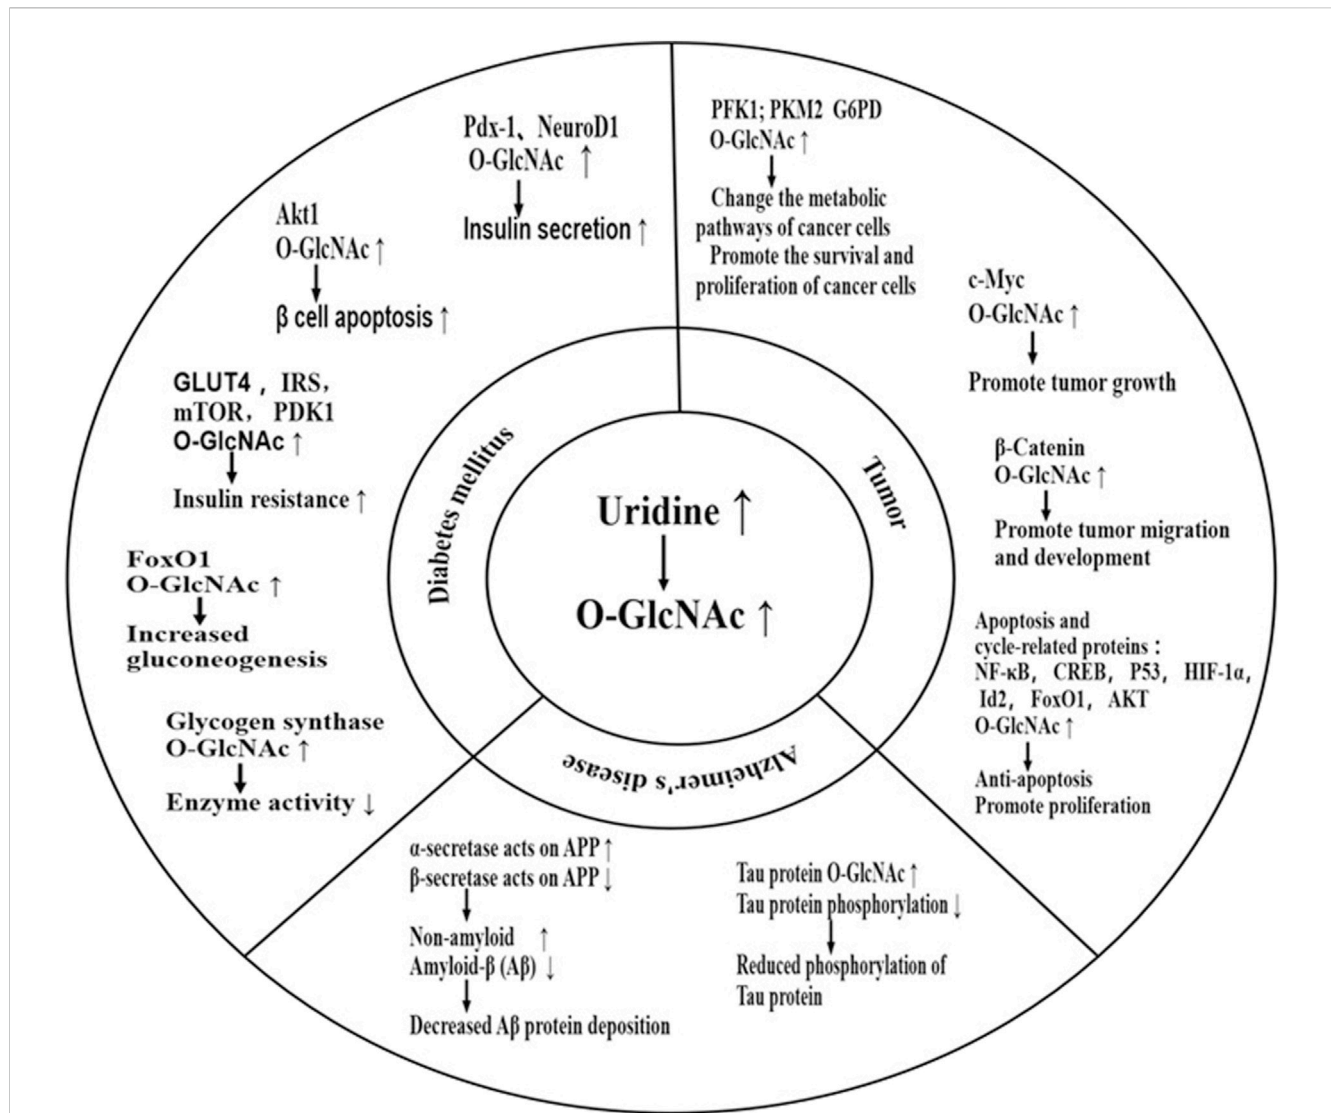 Uridine ↑
O-GlcNAc ↑
Diabetes mellitus
Tumor
Alzheimer's disease
Pdx-1、NeuroD1
O-GlcNAc ↑
Insulin secretion ↑
Akt1
O-GlcNAc ↑
β cell apoptosis ↑
GLUT4 , IRS,
mTOR, PDK1
O-GlcNAc ↑
Insulin resistance ↑
FoxO1
O-GlcNAc ↑
Increased
gluconeogenesis
Glycogen synthase
O-GlcNAc ↑
Enzyme activity ↓
PFK1; PKM2 G6PD
O-GlcNAc ↑
Change the metabolic
pathways of cancer cells
Promote the survival and
proliferation of cancer cells
c-Myc
O-GlcNAc ↑
Promote tumor growth
β-Catenin
O-GlcNAc ↑
Promote tumor migration
and development
Apoptosis and
cycle-related proteins：
NF-κB, CREB, P53, HIF-1α,
Id2, FoxO1, AKT
O-GlcNAc ↑
Anti-apoptosis
Promote proliferation
α-secretase acts on APP ↑
β-secretase acts on APP ↓
Non-amyloid ↑
Amyloid-β (Aβ) ↓
Decreased Aβ protein deposition
Tau protein O-GlcNAc ↑
Tau protein phosphorylation ↓
Reduced phosphorylation of
Tau protein